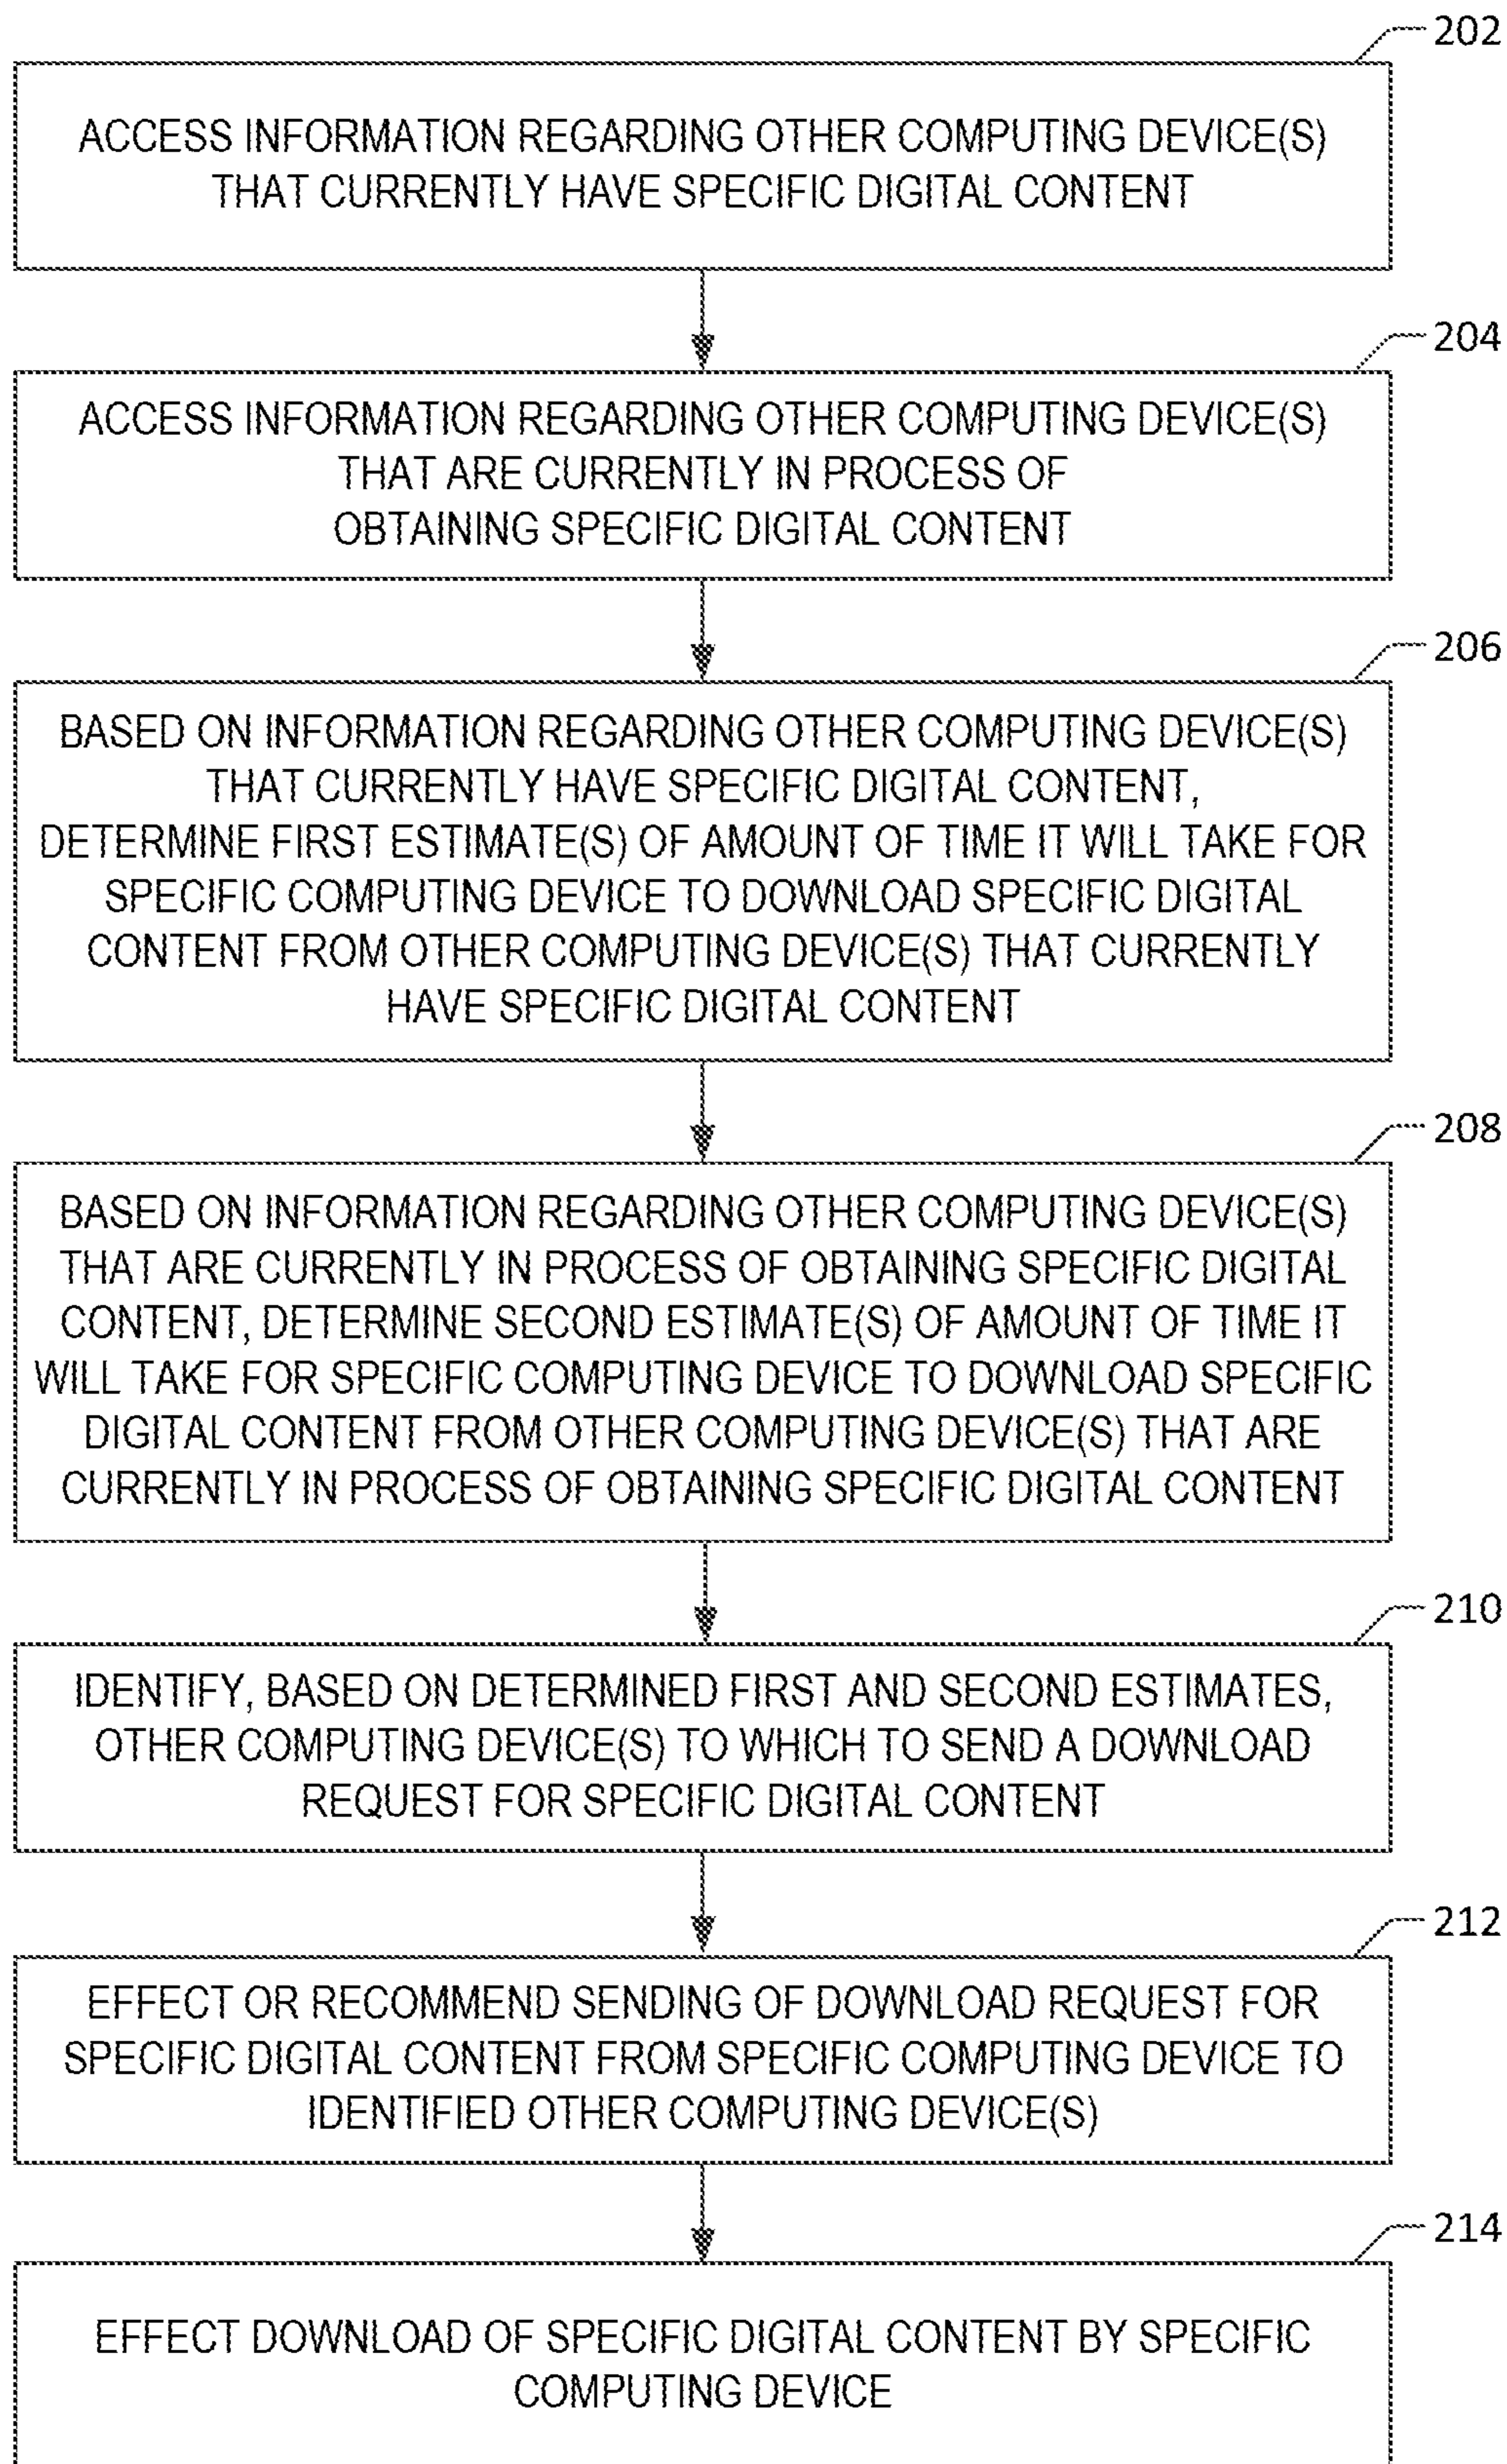 202
ACCESS INFORMATION REGARDING OTHER COMPUTING DEVICE(S)
THAT CURRENTLY HAVE SPECIFIC DIGITAL CONTENT
204
ACCESS INFORMATION REGARDING OTHER COMPUTING DEVICE(S)
THAT ARE CURRENTLY IN PROCESS OF
OBTAINING SPECIFIC DIGITAL CONTENT
206
BASED ON INFORMATION REGARDING OTHER COMPUTING DEVICE(S)
THAT CURRENTLY HAVE SPECIFIC DIGITAL CONTENT,
DETERMINE FIRST ESTIMATE(S) OF AMOUNT OF TIME IT WILL TAKE FOR
SPECIFIC COMPUTING DEVICE TO DOWNLOAD SPECIFIC DIGITAL
CONTENT FROM OTHER COMPUTING DEVICE(S) THAT CURRENTLY
HAVE SPECIFIC DIGITAL CONTENT
208
BASED ON INFORMATION REGARDING OTHER COMPUTING DEVICE(S)
THAT ARE CURRENTLY IN PROCESS OF OBTAINING SPECIFIC DIGITAL
CONTENT, DETERMINE SECOND ESTIMATE(S) OF AMOUNT OF TIME IT
WILL TAKE FOR SPECIFIC COMPUTING DEVICE TO DOWNLOAD SPECIFIC
DIGITAL CONTENT FROM OTHER COMPUTING DEVICE(S) THAT ARE
CURRENTLY IN PROCESS OF OBTAINING SPECIFIC DIGITAL CONTENT
210
IDENTIFY, BASED ON DETERMINED FIRST AND SECOND ESTIMATES,
OTHER COMPUTING DEVICE(S) TO WHICH TO SEND A DOWNLOAD
REQUEST FOR SPECIFIC DIGITAL CONTENT
212
EFFECT OR RECOMMEND SENDING OF DOWNLOAD REQUEST FOR
SPECIFIC DIGITAL CONTENT FROM SPECIFIC COMPUTING DEVICE TO
IDENTIFIED OTHER COMPUTING DEVICE(S)
214
EFFECT DOWNLOAD OF SPECIFIC DIGITAL CONTENT BY SPECIFIC
COMPUTING DEVICE